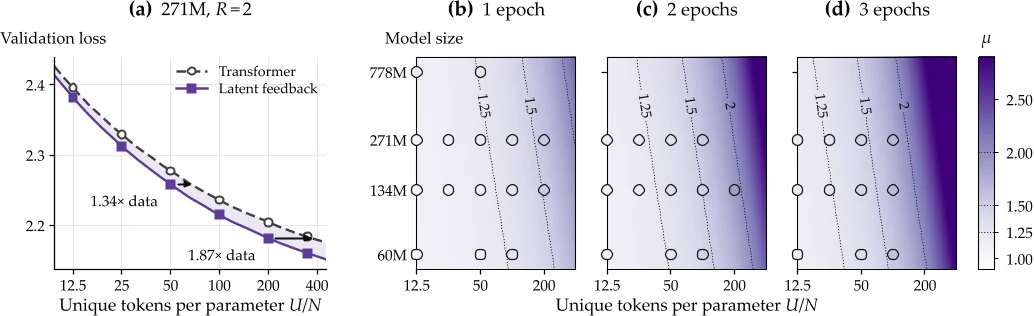 (a) 271M, R = 2
Validation loss
2.4
2.3
2.2
Transformer
Latent feedback
1.34× data
1.87× data
12.5 25 50 100 200 400
Unique tokens per parameter U/N
(b) 1 epoch
(c) 2 epochs
(d) 3 epochs
Model size
778M
271M
134M
60M
1.25
1.5
1.25
1.5
2
1.25
1.5
2
12.5 50 200
12.5 50 200
12.5 50 200
Unique tokens per parameter U/N
μ
2.50
2.00
1.50
1.25
1.00